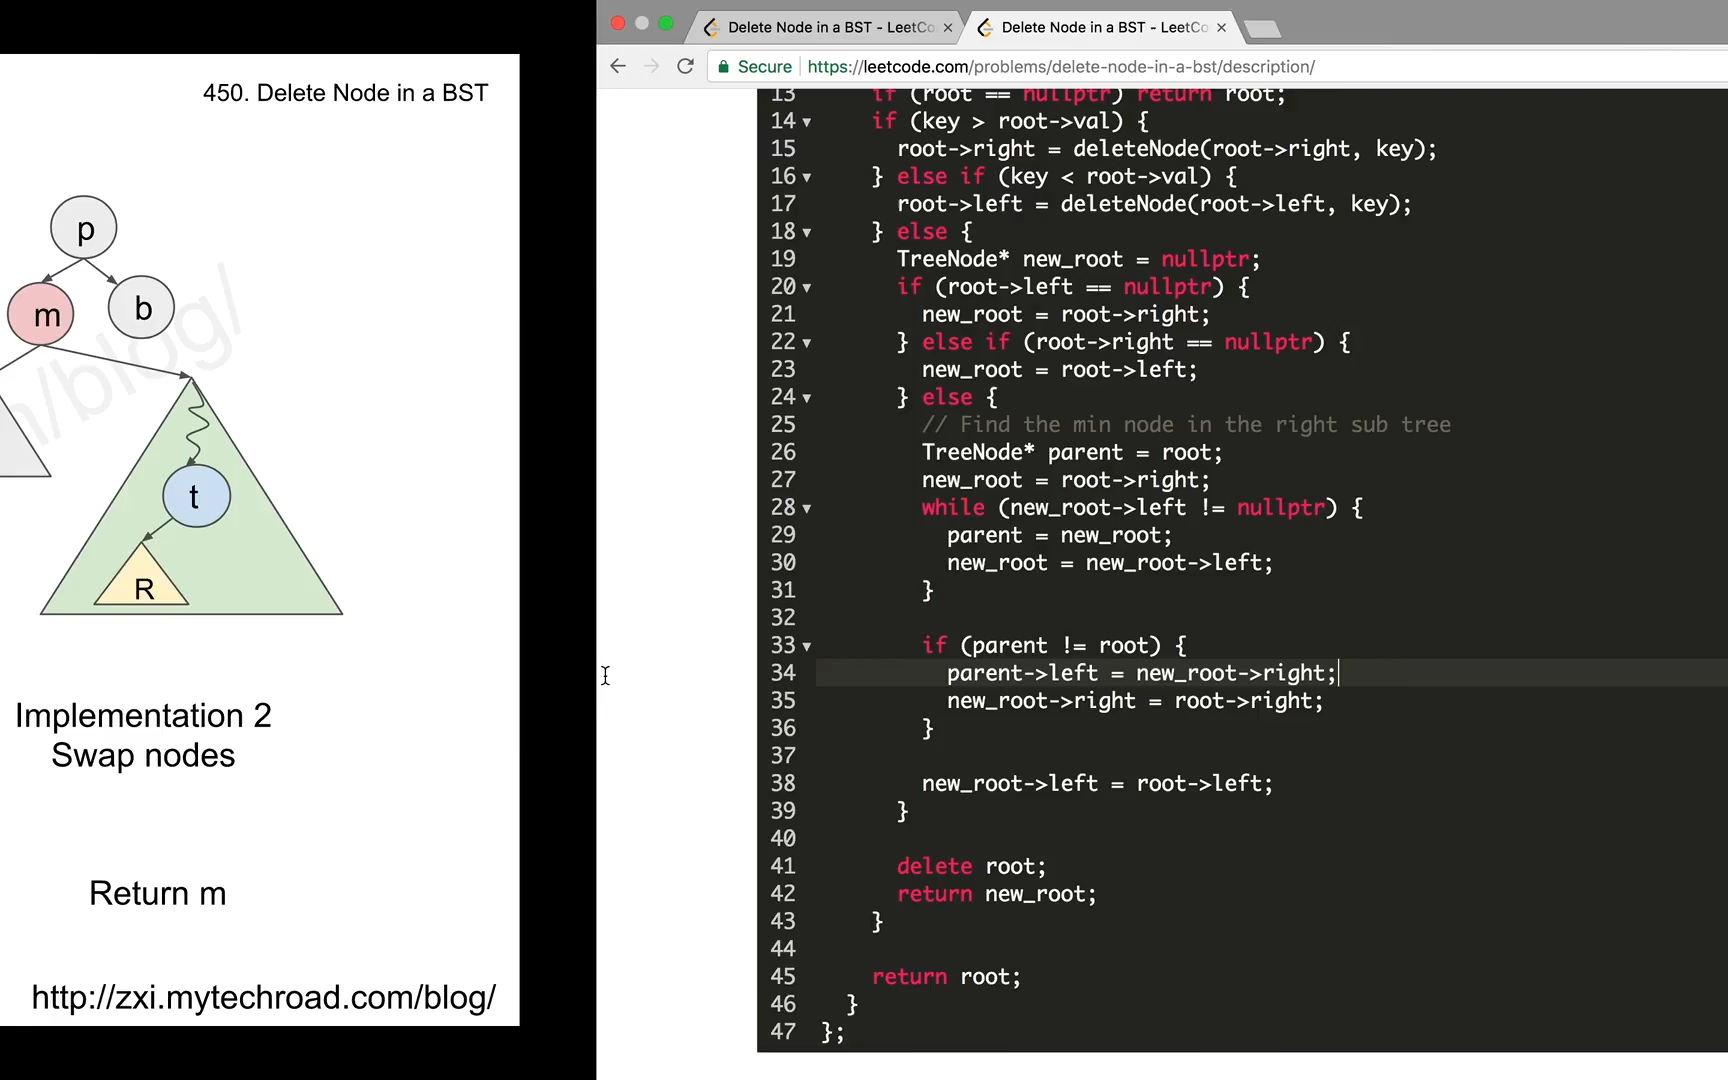 450. Delete Node in a BST
p
m
b
m/blog/
t
R
Implementation 2
Swap nodes
Return m
http://zxi.mytechroad.com/blog/
Delete Node in a BST - LeetCo
Delete Node in a BST - LeetCo
Secure https://leetcode.com/problems/delete-node-in-a-bst/description/
13 if (root == nullptr) return root;
14 if (key > root->val) {
15 root->right = deleteNode(root->right, key);
16 } else if (key < root->val) {
17 root->left = deleteNode(root->left, key);
18 } else {
19 TreeNode* new_root = nullptr;
20 if (root->left == nullptr) {
21 new_root = root->right;
22 } else if (root->right == nullptr) {
23 new_root = root->left;
24 } else {
25 // Find the min node in the right sub tree
26 TreeNode* parent = root;
27 new_root = root->right;
28 while (new_root->left != nullptr) {
29 parent = new_root;
30 new_root = new_root->left;
31 }
32
33 if (parent != root) {
34 parent->left = new_root->right;
35 new_root->right = root->right;
36 }
37
38 new_root->left = root->left;
39 }
40
41 delete root;
42 return new_root;
43 }
44
45 return root;
46 }
47 };